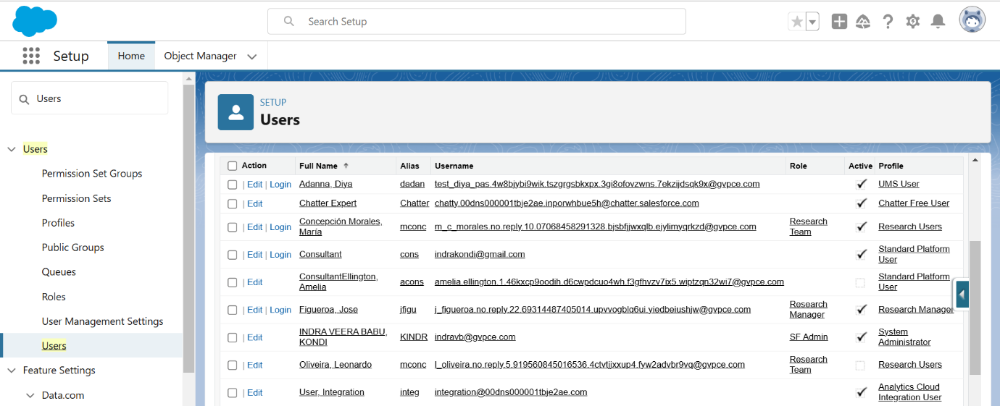 Search Setup
Setup
Home
Object Manager
Users
Users
Permission Set Groups
Permission Sets
Profiles
Public Groups
Queues
Roles
User Management Settings
Users
Feature Settings
Data.com
SETUP
Users
Action Full Name Alias Username Role Active Profile
| Edit | Login Adanna, Diya dadan test_diya_pas.4w8bjybi9wik.tszgrgsbkxpx.3gi8ofovzwns.7ekzijdsqk9x@gvpce.com UMS User
| Edit Chatter Expert Chatter chatty.00dns000001tbje2ae.inporwhbue5h@chatter.salesforce.com Chatter Free User
| Edit | Login Concepción Morales, María mconc m_c_morales.no.reply.10.07068458291328.bjsbfjjwxqlb.ejylimyqrkzd@gvpce.com Research Team Research Users
| Edit | Login Consultant cons indrakondi@gmail.com Standard Platform User
| Edit ConsultantEllington, Amelia acons amelia.ellington.1.46kxcp9oodih.d6cwpdcuo4wh.f3gfhvzv7ix5.wiptzqn32wi7@gvpce.com Standard Platform User
| Edit | Login Figueroa, Jose jfigu j_figueroa.no.reply.22.69314487405014.upvvogblq6ui.yiedbeiushjw@gvpce.com Research Manager Research Manager
| Edit INDRA VEERA BABU, KONDI KINDR indravb@gvpce.com SF Admin System Administrator
| Edit Oliveira, Leonardo mconc l_oliveira.no.reply.5.919560845016536.4ctvtjjxxup4.fyw2advbr9vq@gvpce.com Research Team Research Users
| Edit User, Integration integ integration@00dns000001tbje2ae.com Analytics Cloud Integration User